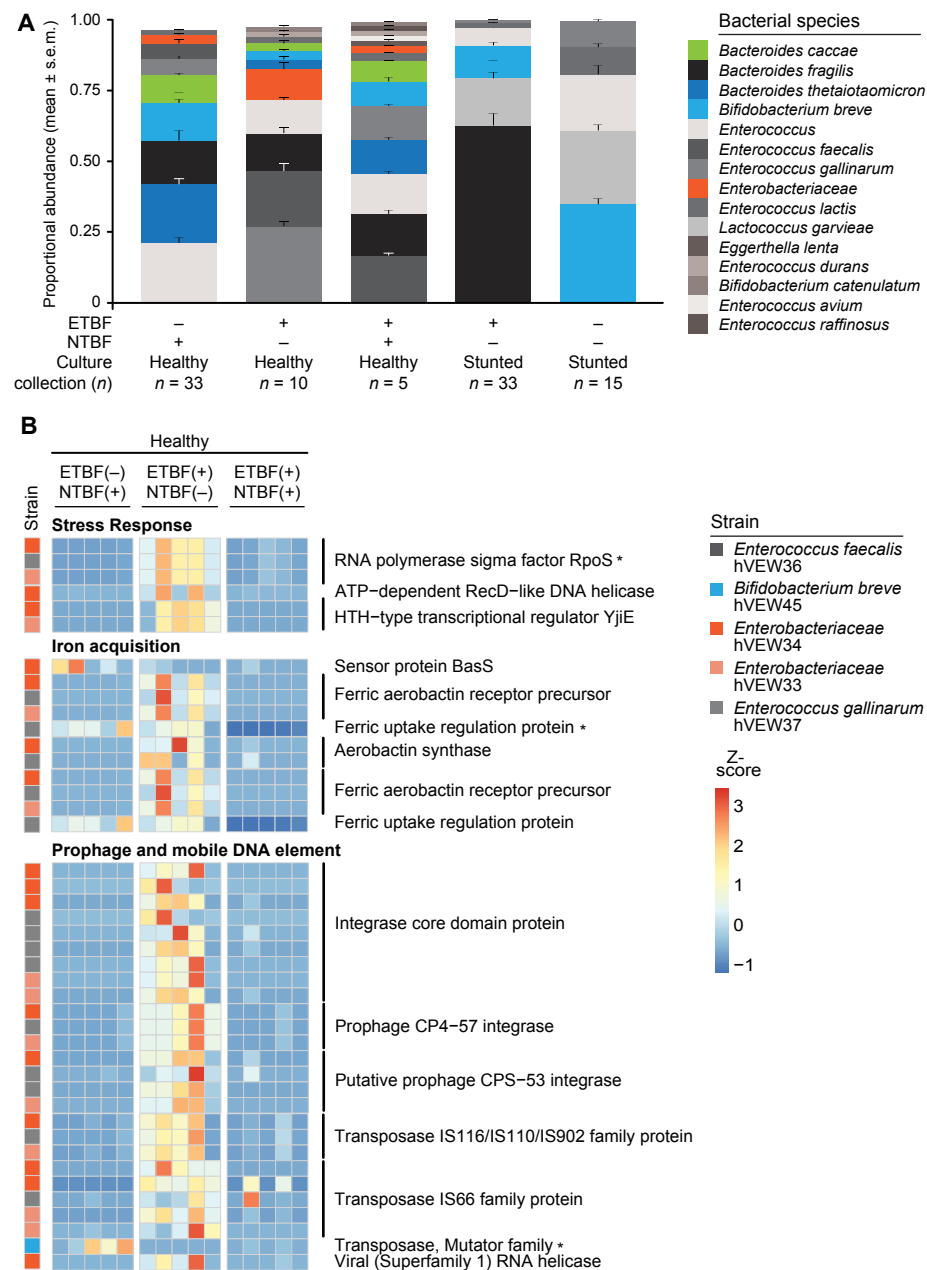 A
Proportional abundance (mean ± s.e.m.)
1.00
0.75
0.50
0.25
0
ETBF – + + + –
NTBF + – + – –
Culture Healthy Healthy Healthy Stunted Stunted
collection (n) n = 33 n = 10 n = 5 n = 33 n = 15
Bacterial species
Bacteroides caccae
Bacteroides fragilis
Bacteroides thetaiotaomicron
Bifidobacterium breve
Enterococcus
Enterococcus faecalis
Enterococcus gallinarum
Enterobacteriaceae
Enterococcus lactis
Lactococcus garvieae
Eggerthella lenta
Enterococcus durans
Bifidobacterium catenulatum
Enterococcus avium
Enterococcus raffinosus
B
Healthy
ETBF(–) ETBF(+) ETBF(+)
NTBF(+) NTBF(–) NTBF(+)
Strain
Stress Response
RNA polymerase sigma factor RpoS *
ATP−dependent RecD−like DNA helicase
HTH−type transcriptional regulator YjiE
Iron acquisition
Sensor protein BasS
Ferric aerobactin receptor precursor
Ferric uptake regulation protein *
Aerobactin synthase
Ferric aerobactin receptor precursor
Ferric uptake regulation protein
Prophage and mobile DNA element
Integrase core domain protein
Prophage CP4−57 integrase
Putative prophage CPS−53 integrase
Transposase IS116/IS110/IS902 family protein
Transposase IS66 family protein
Transposase, Mutator family *
Viral (Superfamily 1) RNA helicase
Strain
Enterococcus faecalis
hVEW36
Bifidobacterium breve
hVEW45
Enterobacteriaceae
hVEW34
Enterobacteriaceae
hVEW33
Enterococcus gallinarum
hVEW37
Z-
score
3
2
1
0
−1